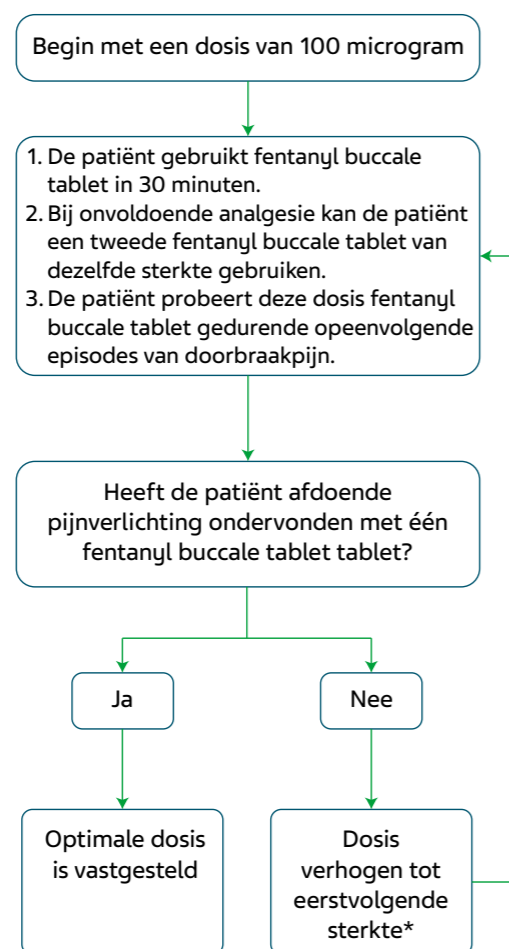 Begin met een dosis van 100 microgram
1. De patiënt gebruikt fentanyl buccale
tablet in 30 minuten.
2. Bij onvoldoende analgesie kan de patiënt
een tweede fentanyl buccale tablet van
dezelfde sterkte gebruiken.
3. De patiënt probeert deze dosis fentanyl
buccale tablet gedurende opeenvolgende
episodes van doorbraakpijn.
Heeft de patiënt afdoende
pijnverlichting ondervonden met één
fentanyl buccale tablet tablet?
Ja
Nee
Optimale dosis
is vastgesteld
Dosis
verhogen tot
eerstvolgende
sterkte*